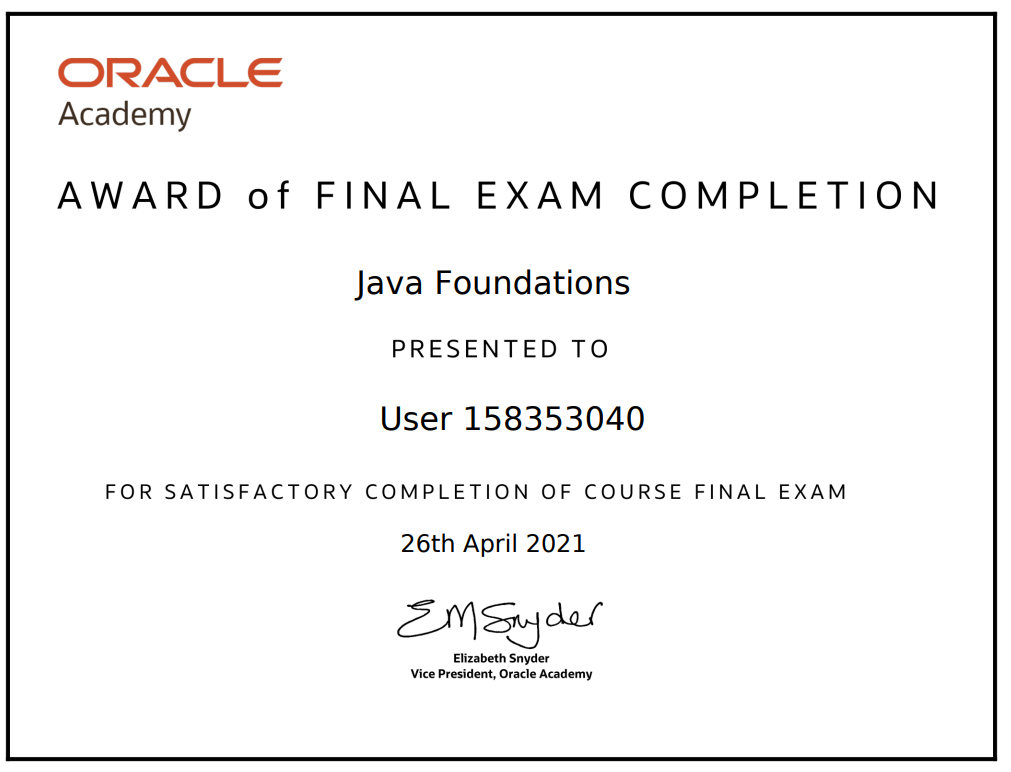 ORACLE
Academy
AWARD of FINAL EXAM COMPLETION
Java Foundations
PRESENTED TO
User 158353040
FOR SATISFACTORY COMPLETION OF COURSE FINAL EXAM
26th April 2021
EMSnyder
Elizabeth Snyder
Vice President, Oracle Academy